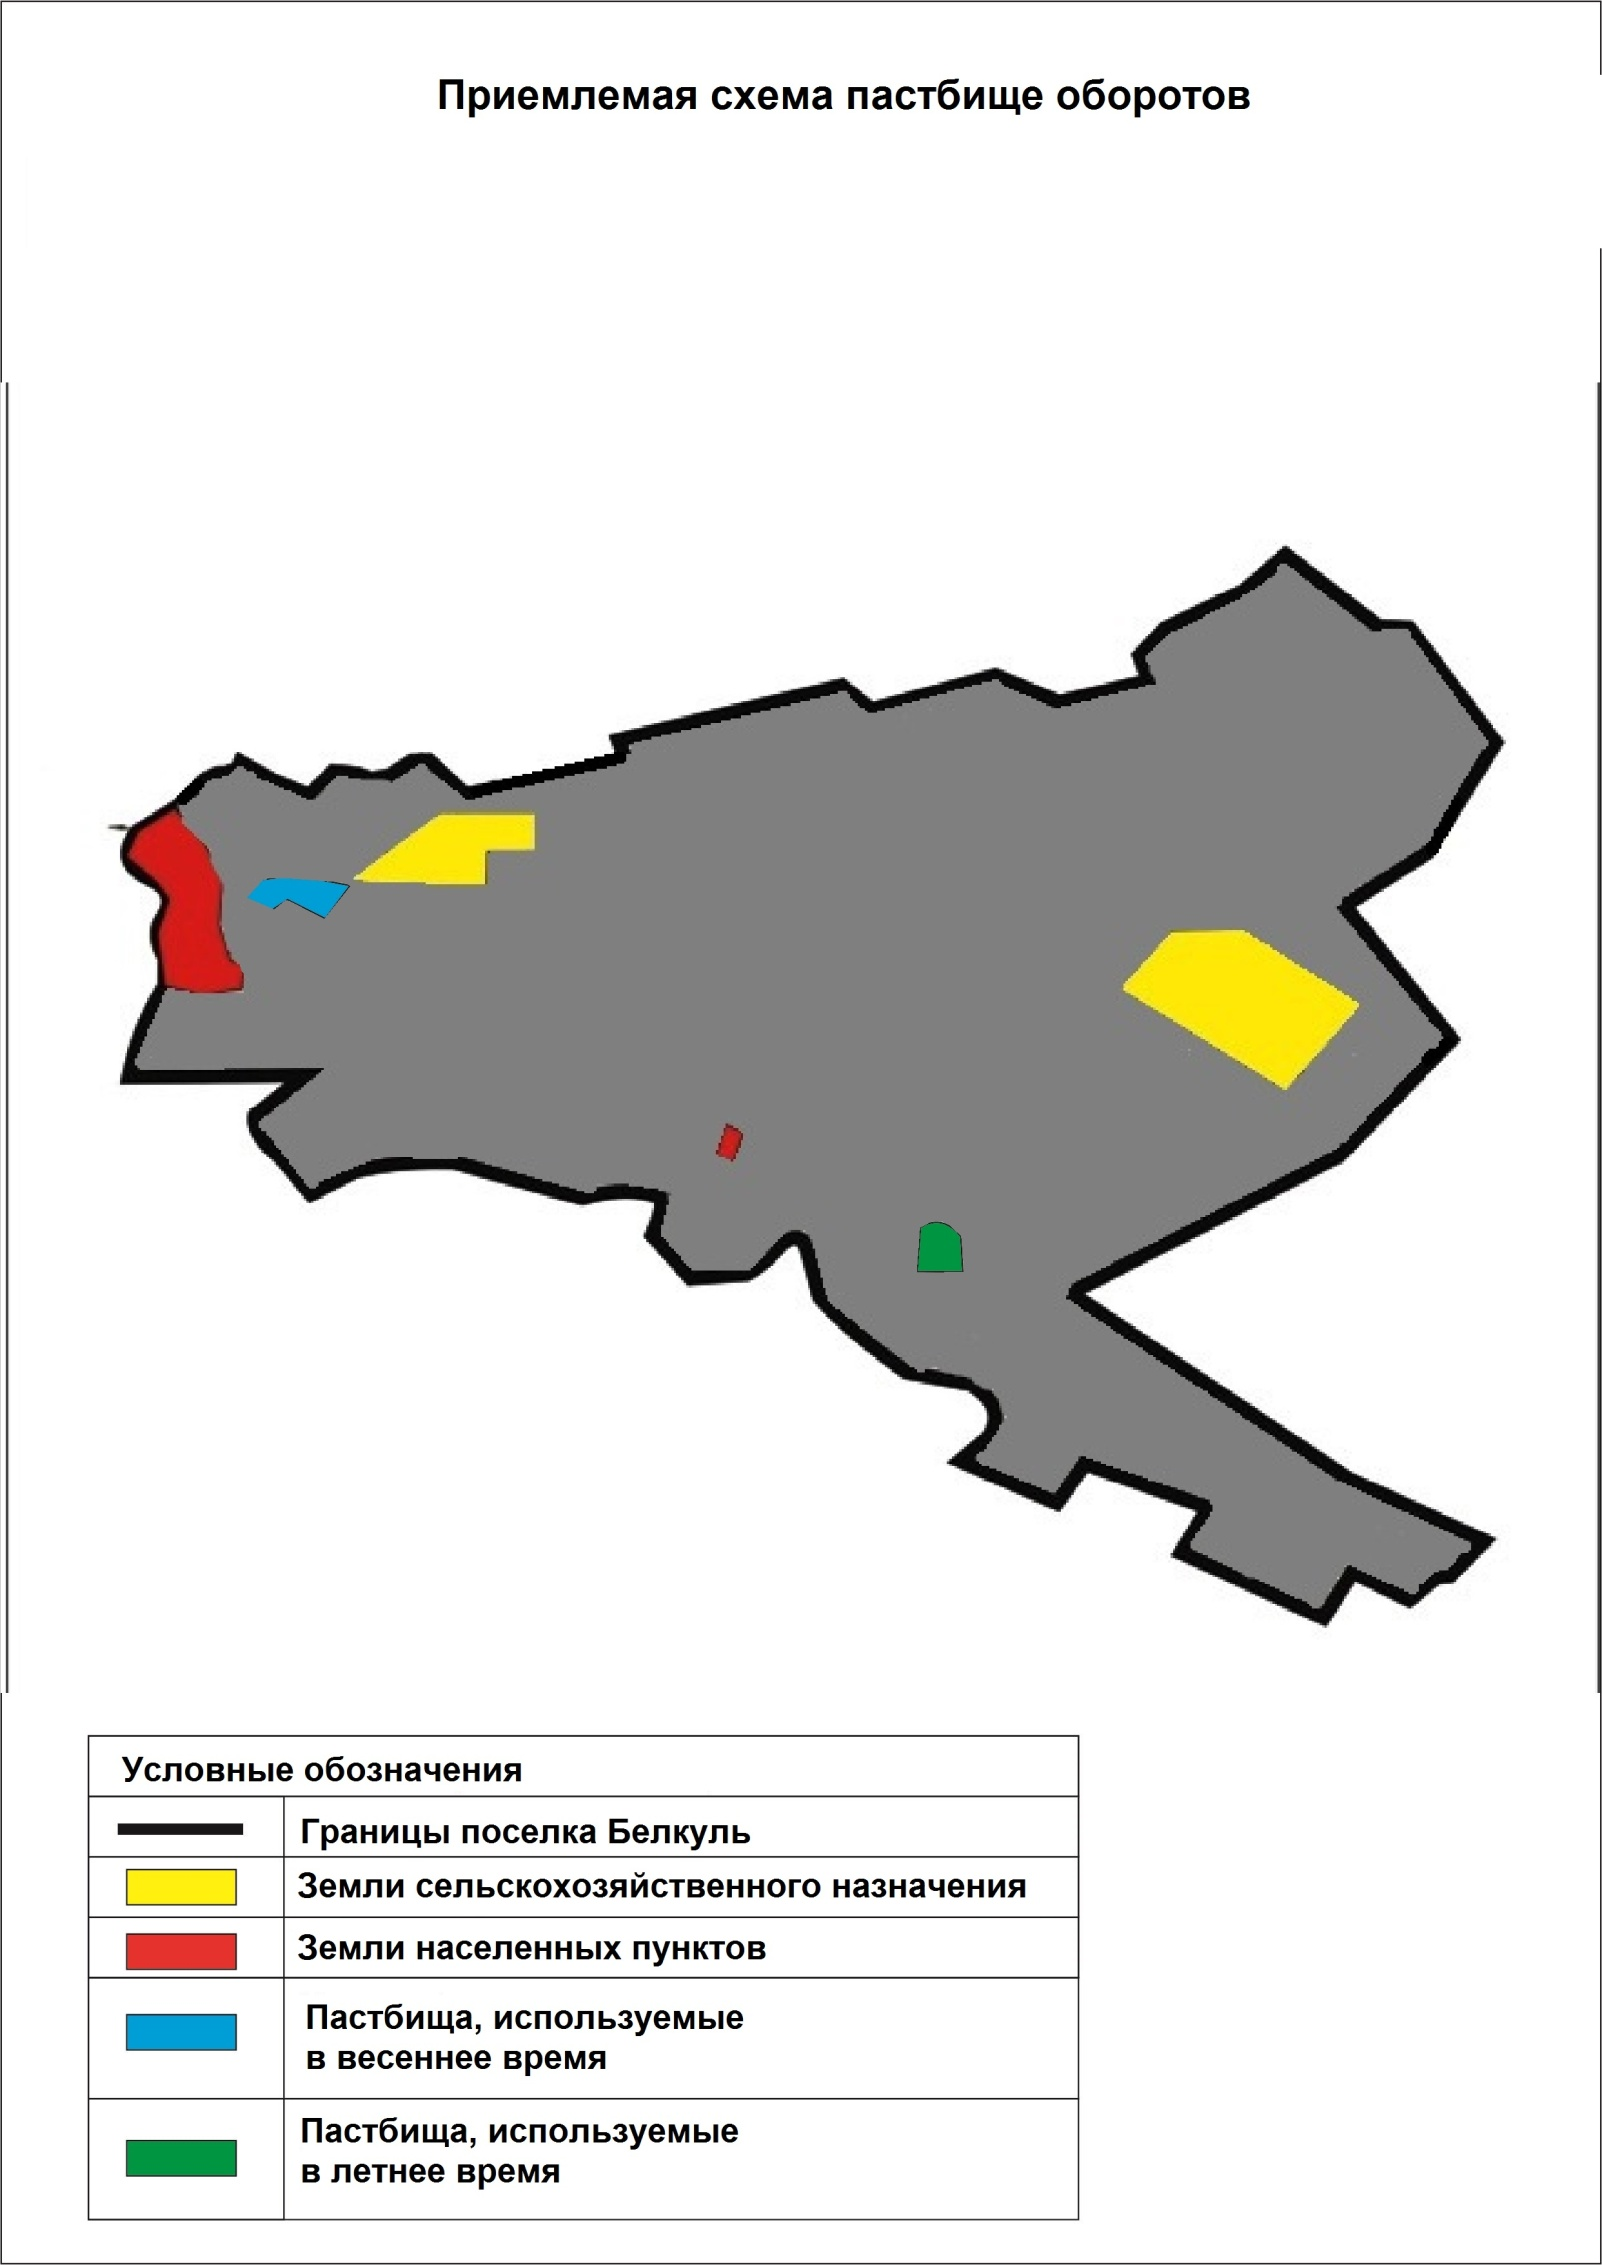 Приемлемая схема пастбище оборотов
Условные обозначения
Границы поселка Белкуль
Земли сельскохозяйственного назначения
Земли населенных пунктов
Пастбища, используемые
в весеннее время
Пастбища, используемые
в летнее время